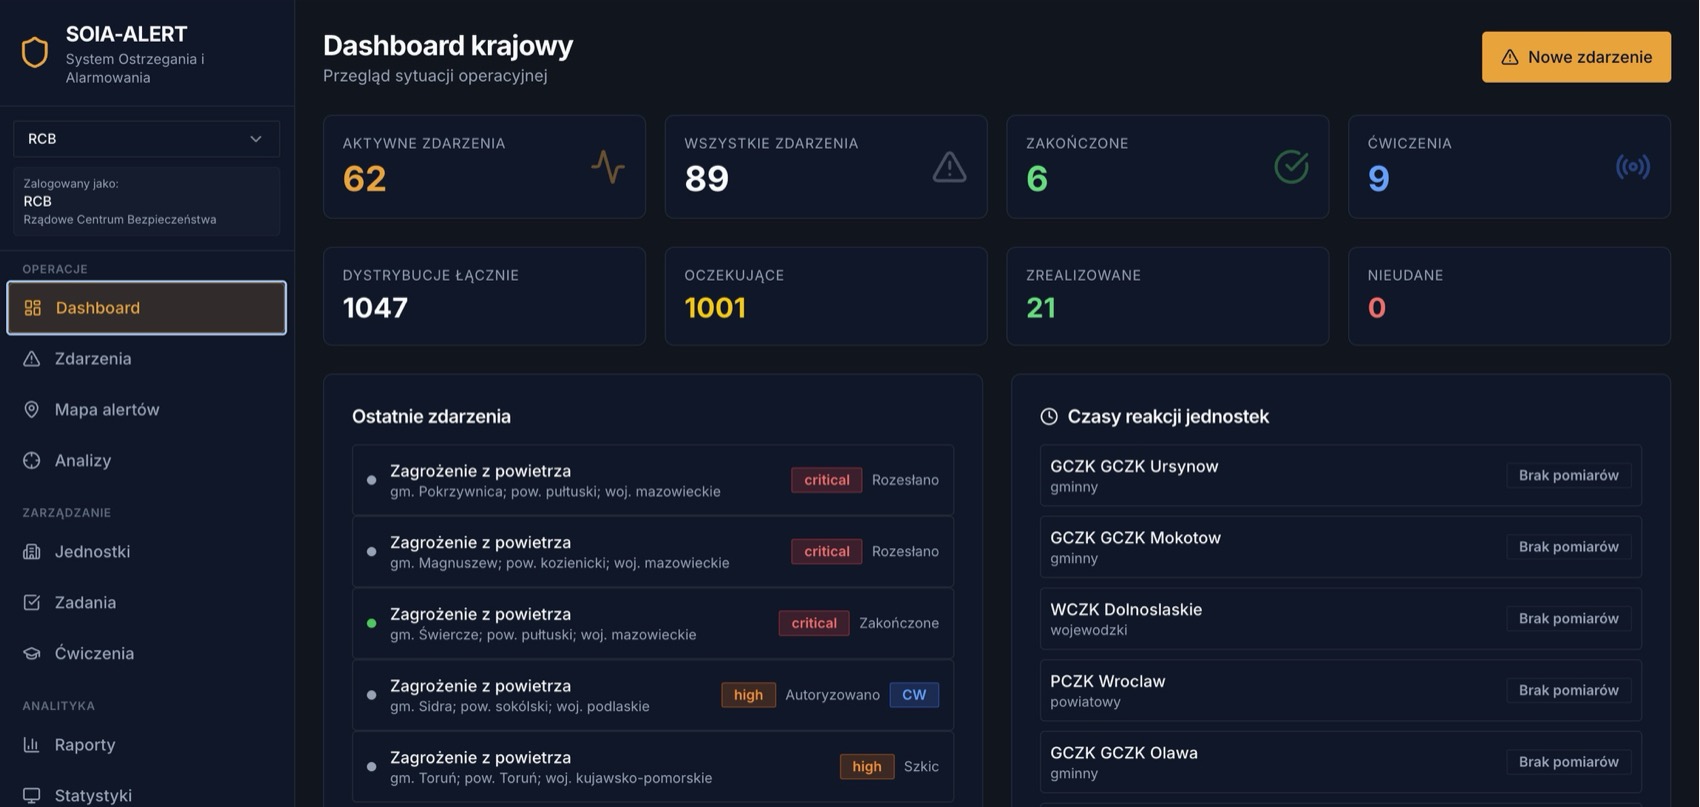 SOIA-ALERT
System Ostrzegania i
Alarmowania
RCB
Zalogowany jako:
RCB
Rządowe Centrum Bezpieczeństwa
OPERACJE
Dashboard
Zdarzenia
Mapa alertów
Analizy
ZARZĄDZANIE
Jednostki
Zadania
Ćwiczenia
ANALITYKA
Raporty
Statystyki
Dashboard krajowy
Przegląd sytuacji operacyjnej
Nowe zdarzenie
AKTYWNE ZDARZENIA
62
WSZYSTKIE ZDARZENIA
89
ZAKOŃCZONE
6
ĆWICZENIA
9
DYSTRYBUCJE ŁĄCZNIE
1047
OCZEKUJĄCE
1001
ZREALIZOWANE
21
NIEUDANE
0
Ostatnie zdarzenia
Zagrożenie z powietrza
gm. Pokrzywnica; pow. pułtuski; woj. mazowieckie
critical Rozesłano
Zagrożenie z powietrza
gm. Magnuszew; pow. kozienicki; woj. mazowieckie
critical Rozesłano
Zagrożenie z powietrza
gm. Świercze; pow. pułtuski; woj. mazowieckie
critical Zakończone
Zagrożenie z powietrza
gm. Sidra; pow. sokólski; woj. podlaskie
high Autoryzowano CW
Zagrożenie z powietrza
gm. Toruń; pow. Toruń; woj. kujawsko-pomorskie
high Szkic
Czasy reakcji jednostek
GCZK GCZK Ursynow
gminny
Brak pomiarów
GCZK GCZK Mokotow
gminny
Brak pomiarów
WCZK Dolnoslaskie
wojewodzki
Brak pomiarów
PCZK Wroclaw
powiatowy
Brak pomiarów
GCZK GCZK Olawa
gminny
Brak pomiarów